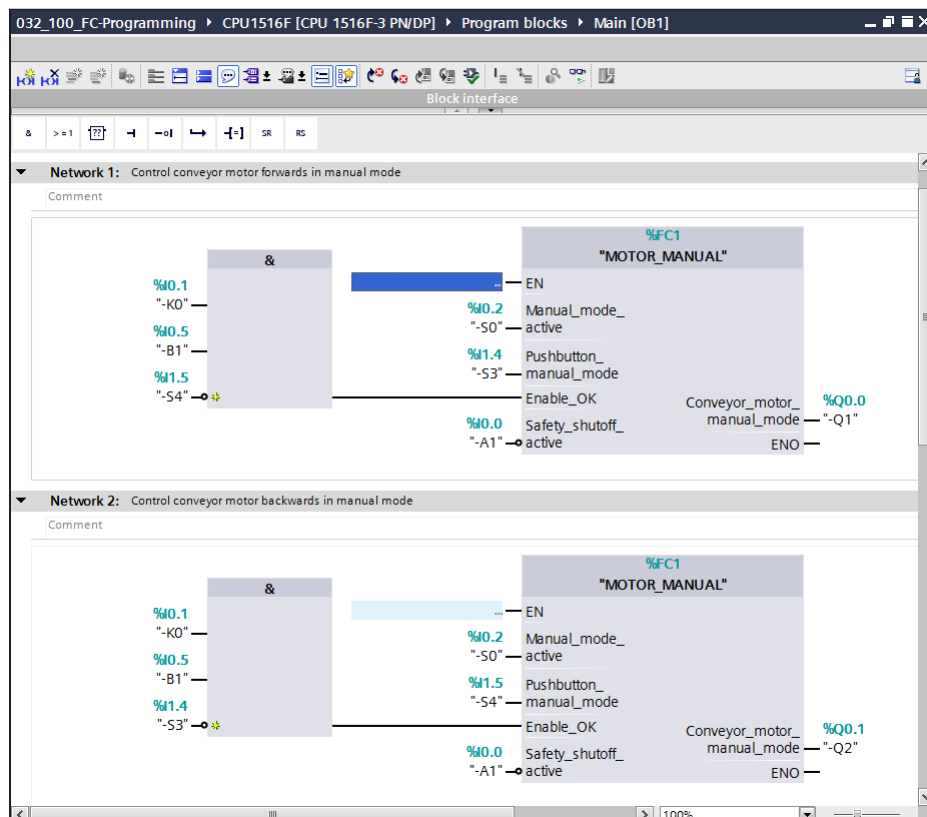 032_100_FC-Programming ▸ CPU1516F [CPU 1516F-3 PN/DP] ▸ Program blocks ▸ Main [OB1]
Block interface
& >=1 ?? SR RS
Network 1: Control conveyor motor forwards in manual mode
Comment
%FC1
"MOTOR_MANUAL"
&
... EN
%I0.1
"-K0"
%I0.5
"-B1"
%I1.5
"-S4"
%I0.2
"-S0"
Manual_mode_
active
%I1.4
"-S3"
Pushbutton_
manual_mode
Enable_OK
%I0.0
"-A1"
Safety_shutoff_
active
Conveyor_motor_
manual_mode
%Q0.0
"-Q1"
ENO
Network 2: Control conveyor motor backwards in manual mode
Comment
%FC1
"MOTOR_MANUAL"
&
... EN
%I0.1
"-K0"
%I0.5
"-B1"
%I1.4
"-S3"
%I0.2
"-S0"
Manual_mode_
active
%I1.5
"-S4"
Pushbutton_
manual_mode
Enable_OK
%I0.0
"-A1"
Safety_shutoff_
active
Conveyor_motor_
manual_mode
%Q0.1
"-Q2"
ENO
100%